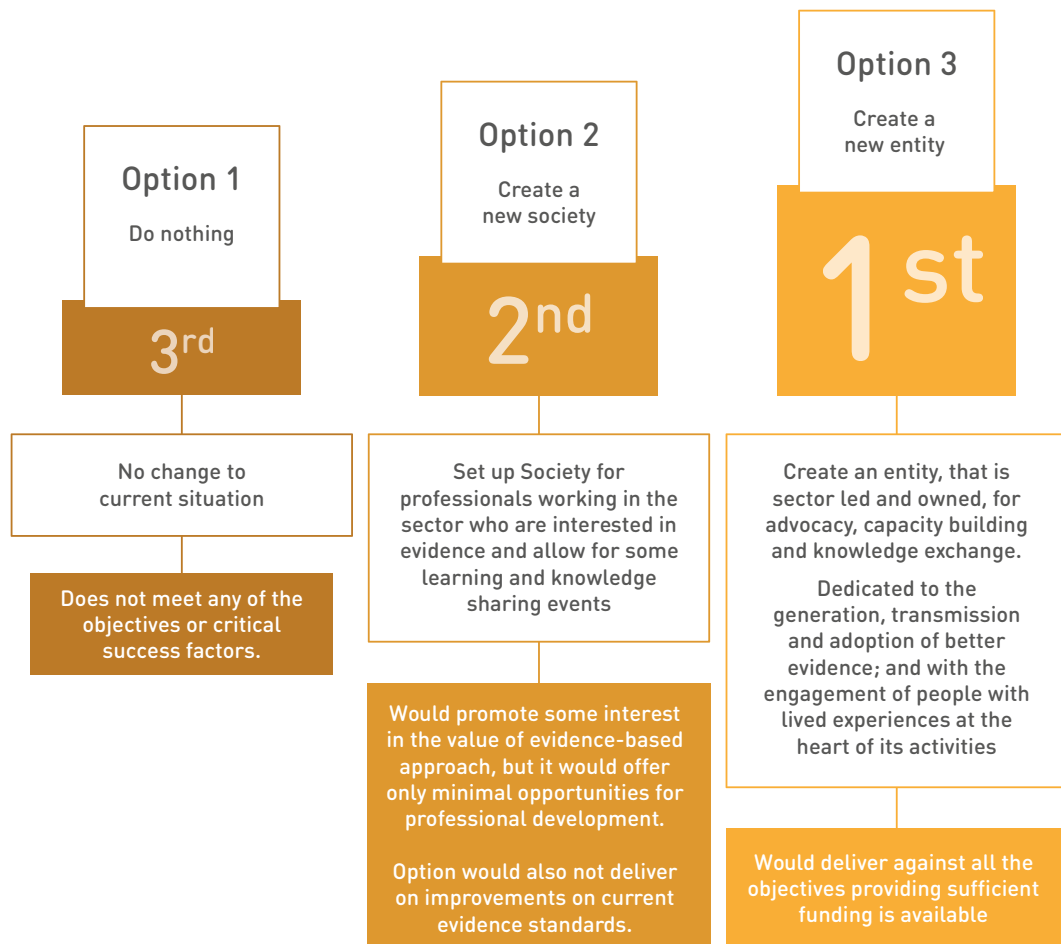 Option 1
Do nothing
3rd
No change to
current situation
Does not meet any of the
objectives or critical
success factors.
Option 2
Create a
new society
2nd
Set up Society for
professionals working in the
sector who are interested in
evidence and allow for some
learning and knowledge
sharing events
Would promote some interest
in the value of evidence-based
approach, but it would offer
only minimal opportunities for
professional development.
Option would also not deliver
on improvements on current
evidence standards.
Option 3
Create a
new entity
1st
Create an entity, that is
sector led and owned, for
advocacy, capacity building
and knowledge exchange.
Dedicated to the
generation, transmission
and adoption of better
evidence; and with the
engagement of people with
lived experiences at the
heart of its activities
Would deliver against all the
objectives providing sufficient
funding is available